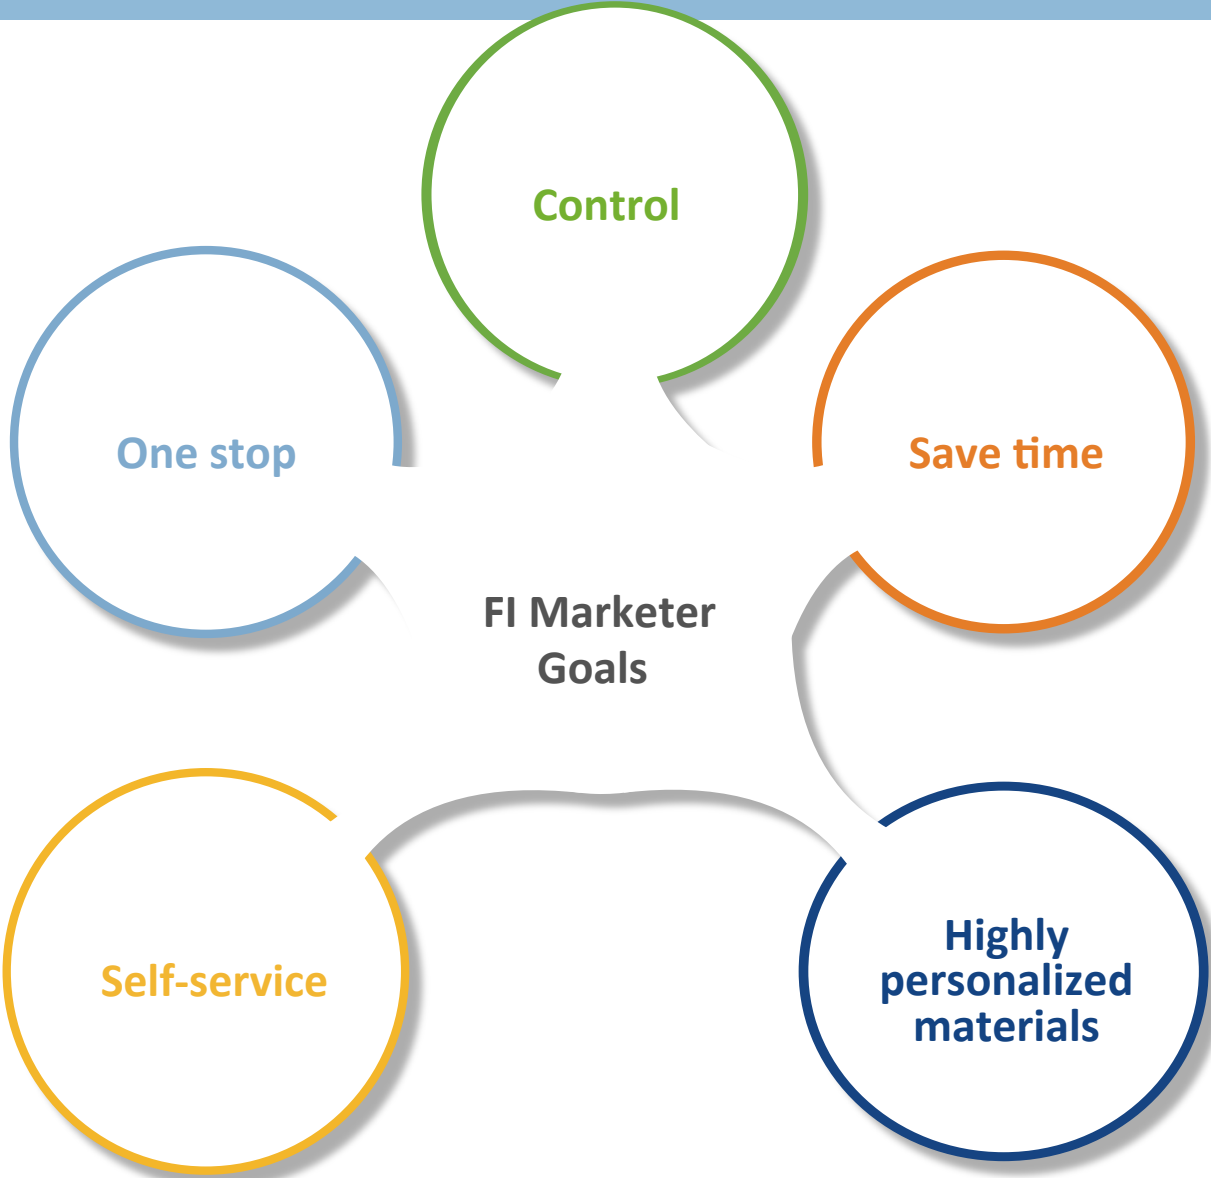 Control
One stop
Save time
FI Marketer
Goals
Self-service
Highly
personalized
materials